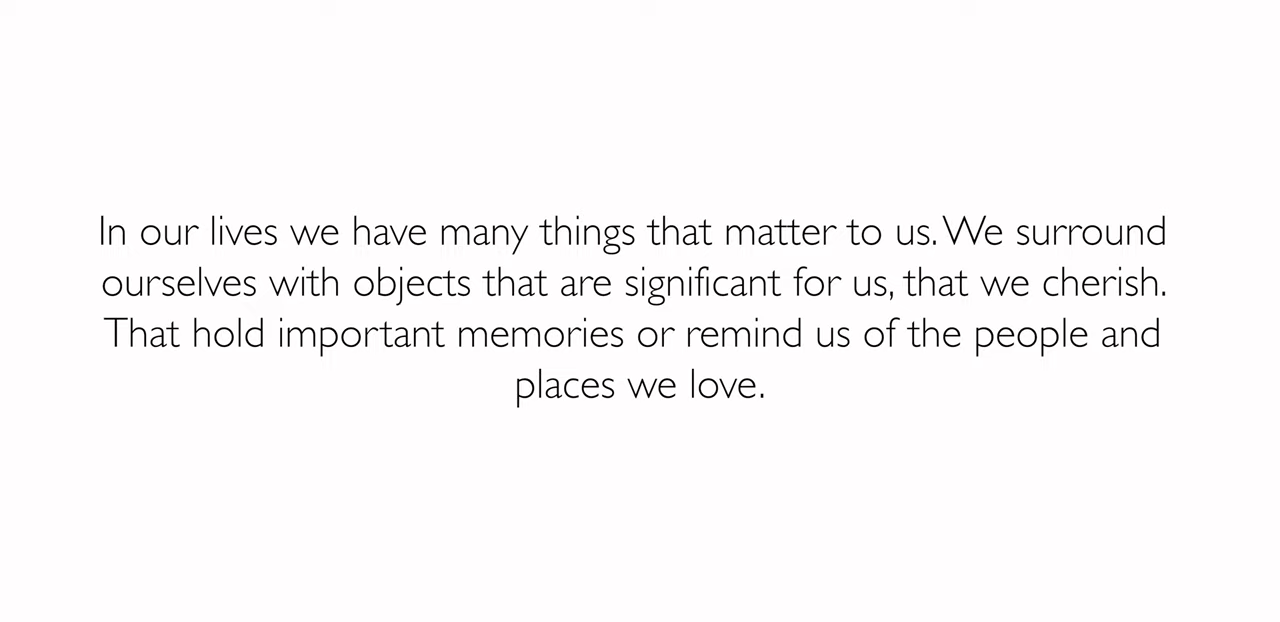 In our lives we have many things that matter to us. We surround
ourselves with objects that are significant for us, that we cherish.
That hold important memories or remind us of the people and
places we love.